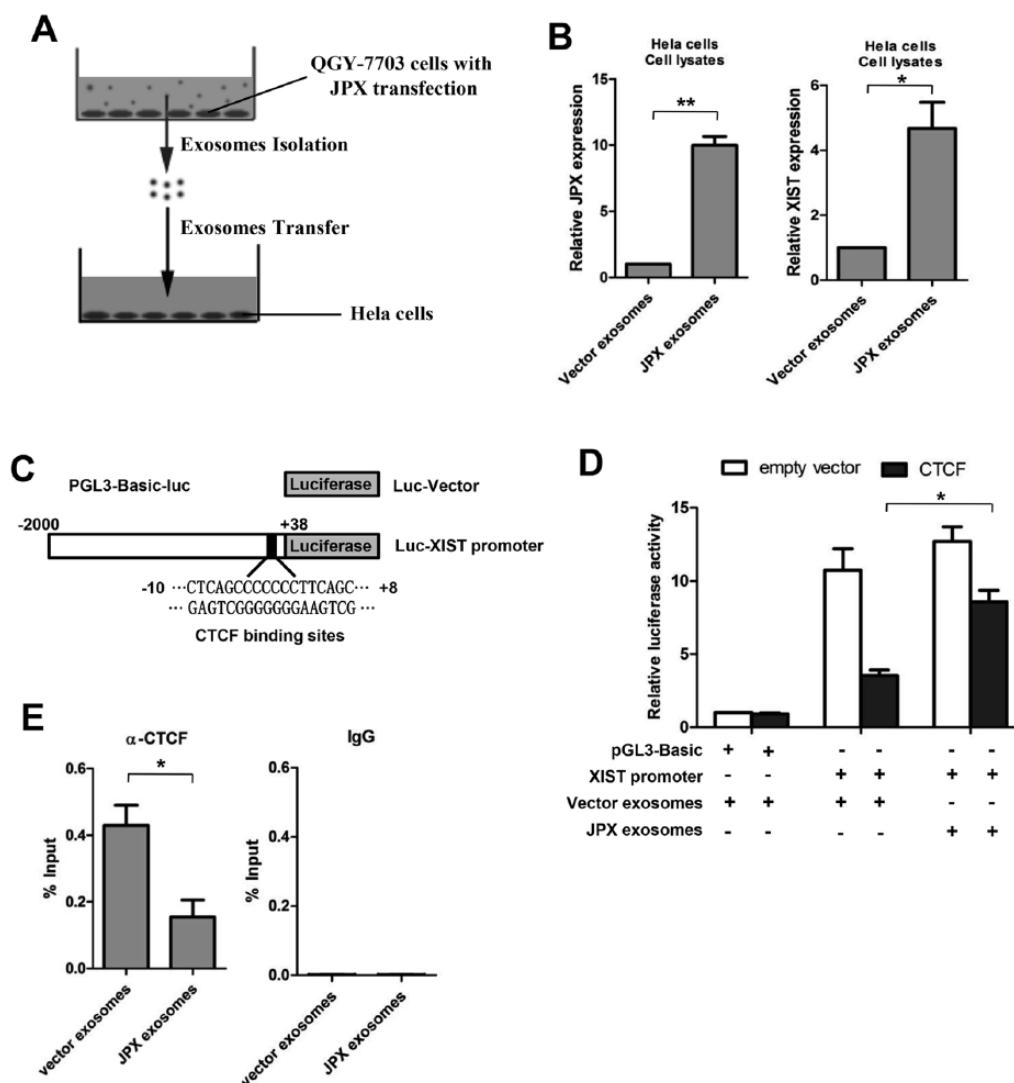 A
QGY-7703 cells with
JPX transfection
Exosomes Isolation
Exosomes Transfer
Hela cells
B
Hela cells
Cell lysates
Relative JPX expression
15
10
5
0
**
Vector exosomes
JPX exosomes
Hela cells
Cell lysates
Relative XIST expression
6
4
2
0
*
Vector exosomes
JPX exosomes
C
PGL3-Basic-luc
Luciferase
Luc-Vector
-2000
+38
Luciferase
Luc-XIST promoter
-10 ···CTCAGCCCCCCCTTCAGC··· +8
···GAGTCGGGGGGGAAGTCG···
CTCF binding sites
D
empty vector
CTCF
Relative luciferase activity
15
10
5
0
*
pGL3-Basic + + - - - -
XIST promoter - - + + + +
Vector exosomes + + + + - -
JPX exosomes - - - - + +
E
α-CTCF
% Input
0.6
0.4
0.2
0.0
*
vector exosomes
JPX exosomes
IgG
% Input
0.6
0.4
0.2
0.0
vector exosomes
JPX exosomes